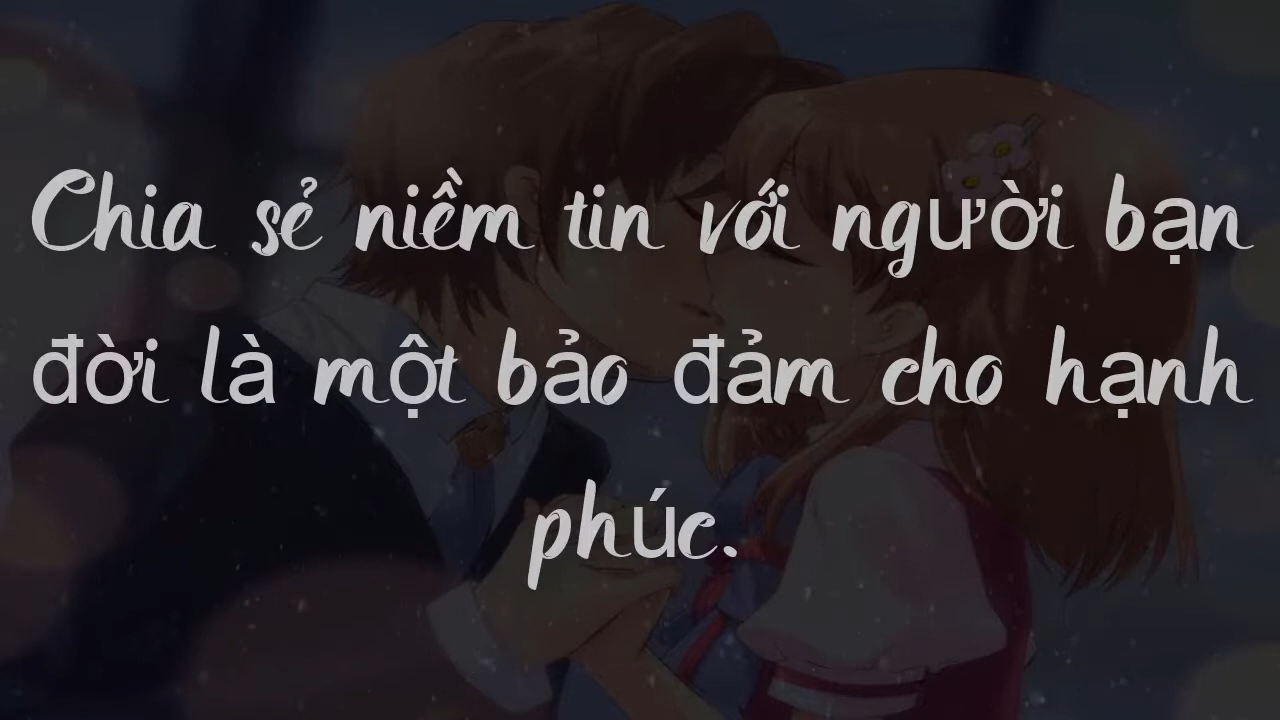 Chia sẻ niềm tin với người bạn
đời là một bảo đảm cho hạnh
phúc.